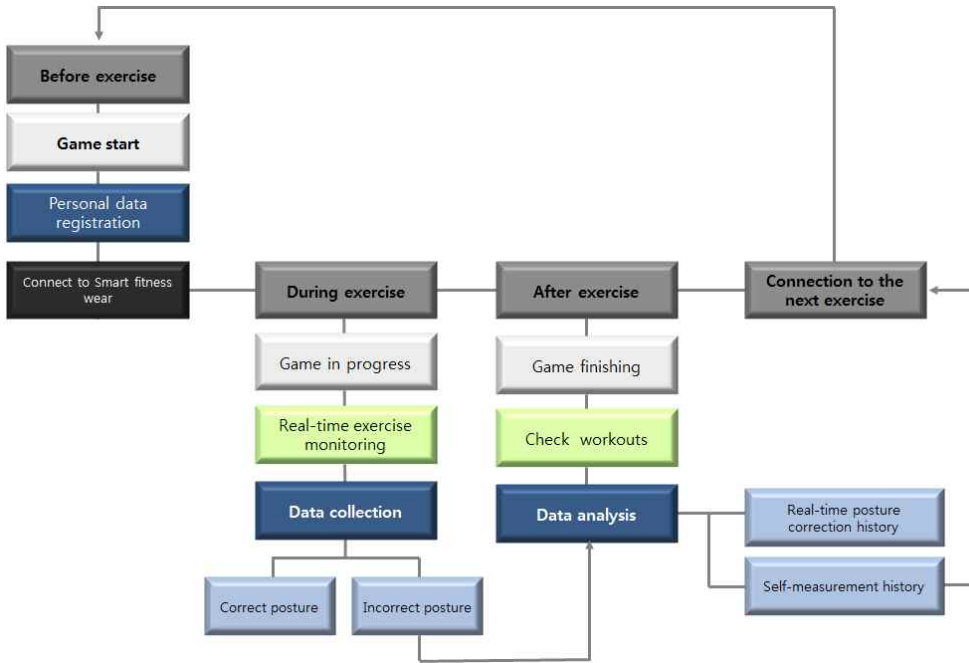 Before exercise
Game start
Personal data
registration
Connect to Smart fitness
wear
During exercise
Game in progress
Real-time exercise
monitoring
Data collection
Correct posture
Incorrect posture
After exercise
Game finishing
Check workouts
Data analysis
Real-time posture
correction history
Self-measurement history
Connection to the
next exercise